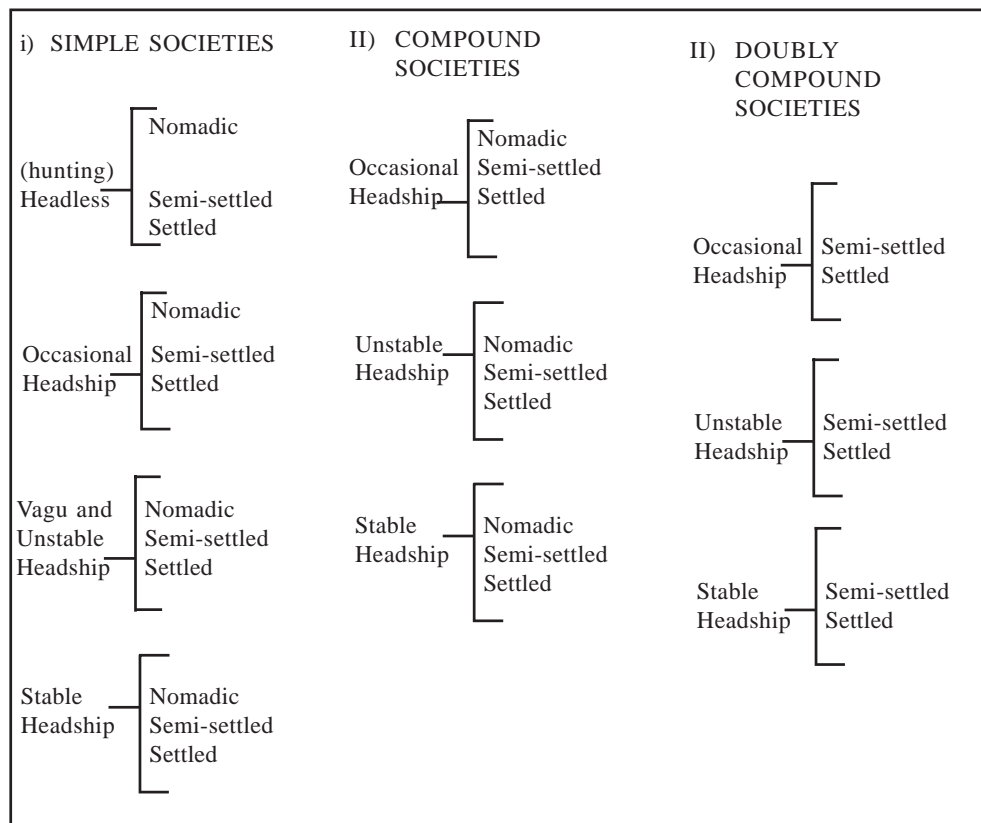 i) SIMPLE SOCIETIES
Nomadic
(hunting)
Headless
Semi-settled
Settled
Nomadic
Occasional
Headship
Semi-settled
Settled
Vagu and
Unstable
Headship
Nomadic
Semi-settled
Settled
Stable
Headship
Nomadic
Semi-settled
Settled
II) COMPOUND
SOCIETIES
Occasional
Headship
Nomadic
Semi-settled
Settled
Unstable
Headship
Nomadic
Semi-settled
Settled
Stable
Headship
Nomadic
Semi-settled
Settled
II) DOUBLY
COMPOUND
SOCIETIES
Occasional
Headship
Semi-settled
Settled
Unstable
Headship
Semi-settled
Settled
Stable
Headship
Semi-settled
Settled